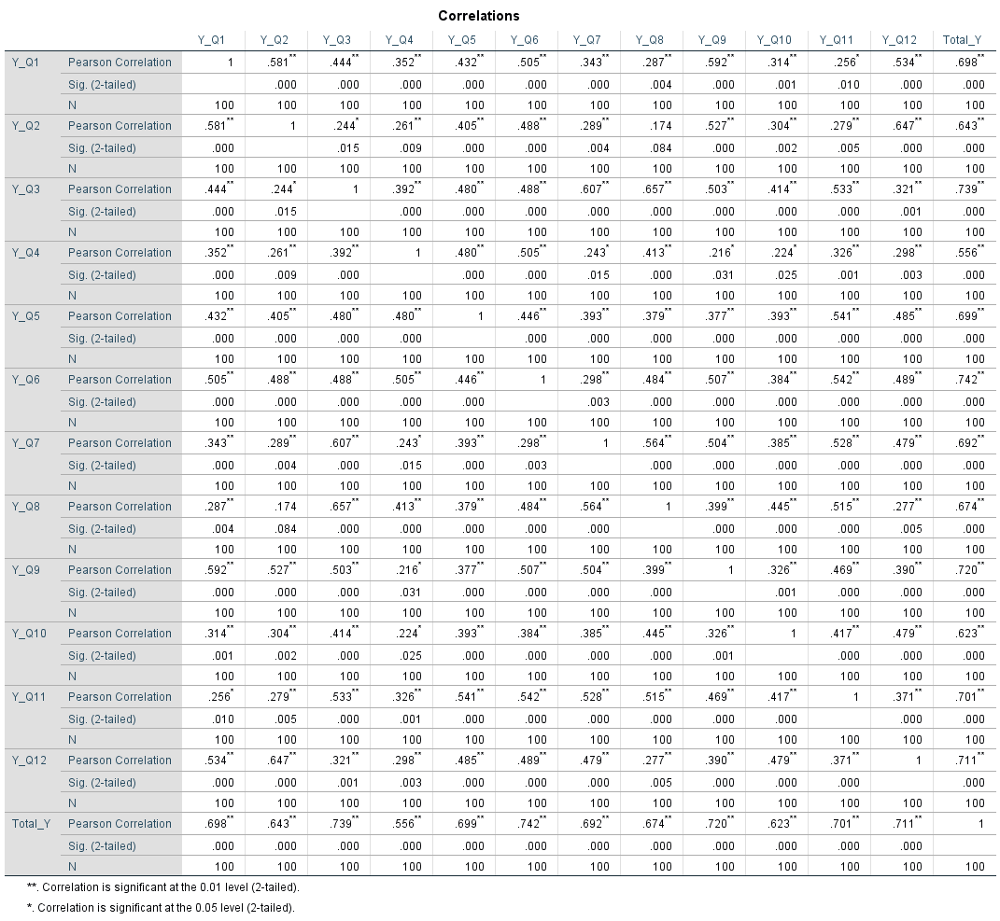 Correlations
Y_Q1 Y_Q2 Y_Q3 Y_Q4 Y_Q5 Y_Q6 Y_Q7 Y_Q8 Y_Q9 Y_Q10 Y_Q11 Y_Q12 Total_Y
Y_Q1 Pearson Correlation 1 .581** .444** .352** .432** .505** .343** .287** .592** .314** .256* .534** .698**
Sig. (2-tailed) .000 .000 .000 .000 .000 .000 .004 .000 .001 .010 .000 .000
N 100 100 100 100 100 100 100 100 100 100 100 100 100
Y_Q2 Pearson Correlation .581** 1 .244* .261** .405** .488** .289** .174 .527** .304** .279** .647** .643**
Sig. (2-tailed) .000 .015 .009 .000 .000 .004 .084 .000 .002 .005 .000 .000
N 100 100 100 100 100 100 100 100 100 100 100 100 100
Y_Q3 Pearson Correlation .444** .244* 1 .392** .480** .488** .607** .657** .503** .414** .533** .321** .739**
Sig. (2-tailed) .000 .015 .000 .000 .000 .000 .000 .000 .000 .000 .001 .000
N 100 100 100 100 100 100 100 100 100 100 100 100 100
Y_Q4 Pearson Correlation .352** .261** .392** 1 .480** .505** .243* .413** .216* .224* .326** .298** .556**
Sig. (2-tailed) .000 .009 .000 .000 .000 .015 .000 .031 .025 .001 .003 .000
N 100 100 100 100 100 100 100 100 100 100 100 100 100
Y_Q5 Pearson Correlation .432** .405** .480** .480** 1 .446** .393** .379** .377** .393** .541** .485** .699**
Sig. (2-tailed) .000 .000 .000 .000 .000 .000 .000 .000 .000 .000 .000 .000
N 100 100 100 100 100 100 100 100 100 100 100 100 100
Y_Q6 Pearson Correlation .505** .488** .488** .505** .446** 1 .298** .484** .507** .384** .542** .489** .742**
Sig. (2-tailed) .000 .000 .000 .000 .000 .003 .000 .000 .000 .000 .000 .000
N 100 100 100 100 100 100 100 100 100 100 100 100 100
Y_Q7 Pearson Correlation .343** .289** .607** .243* .393** .298** 1 .564** .504** .385** .528** .479** .692**
Sig. (2-tailed) .000 .004 .000 .015 .000 .003 .000 .000 .000 .000 .000 .000
N 100 100 100 100 100 100 100 100 100 100 100 100 100
Y_Q8 Pearson Correlation .287** .174 .657** .413** .379** .484** .564** 1 .399** .445** .515** .277** .674**
Sig. (2-tailed) .004 .084 .000 .000 .000 .000 .000 .000 .000 .000 .005 .000
N 100 100 100 100 100 100 100 100 100 100 100 100 100
Y_Q9 Pearson Correlation .592** .527** .503** .216* .377** .507** .504** .399** 1 .326** .469** .390** .720**
Sig. (2-tailed) .000 .000 .000 .031 .000 .000 .000 .000 .001 .000 .000 .000
N 100 100 100 100 100 100 100 100 100 100 100 100 100
Y_Q10 Pearson Correlation .314** .304** .414** .224* .393** .384** .385** .445** .326** 1 .417** .479** .623**
Sig. (2-tailed) .001 .002 .000 .025 .000 .000 .000 .000 .001 .000 .000 .000
N 100 100 100 100 100 100 100 100 100 100 100 100 100
Y_Q11 Pearson Correlation .256* .279** .533** .326** .541** .542** .528** .515** .469** .417** 1 .371** .701**
Sig. (2-tailed) .010 .005 .000 .001 .000 .000 .000 .000 .000 .000 .000 .000
N 100 100 100 100 100 100 100 100 100 100 100 100 100
Y_Q12 Pearson Correlation .534** .647** .321** .298** .485** .489** .479** .277** .390** .479** .371** 1 .711**
Sig. (2-tailed) .000 .000 .001 .003 .000 .000 .000 .005 .000 .000 .000 .000
N 100 100 100 100 100 100 100 100 100 100 100 100 100
Total_Y Pearson Correlation .698** .643** .739** .556** .699** .742** .692** .674** .720** .623** .701** .711** 1
Sig. (2-tailed) .000 .000 .000 .000 .000 .000 .000 .000 .000 .000 .000 .000
N 100 100 100 100 100 100 100 100 100 100 100 100 100
**. Correlation is significant at the 0.01 level (2-tailed).
*. Correlation is significant at the 0.05 level (2-tailed).